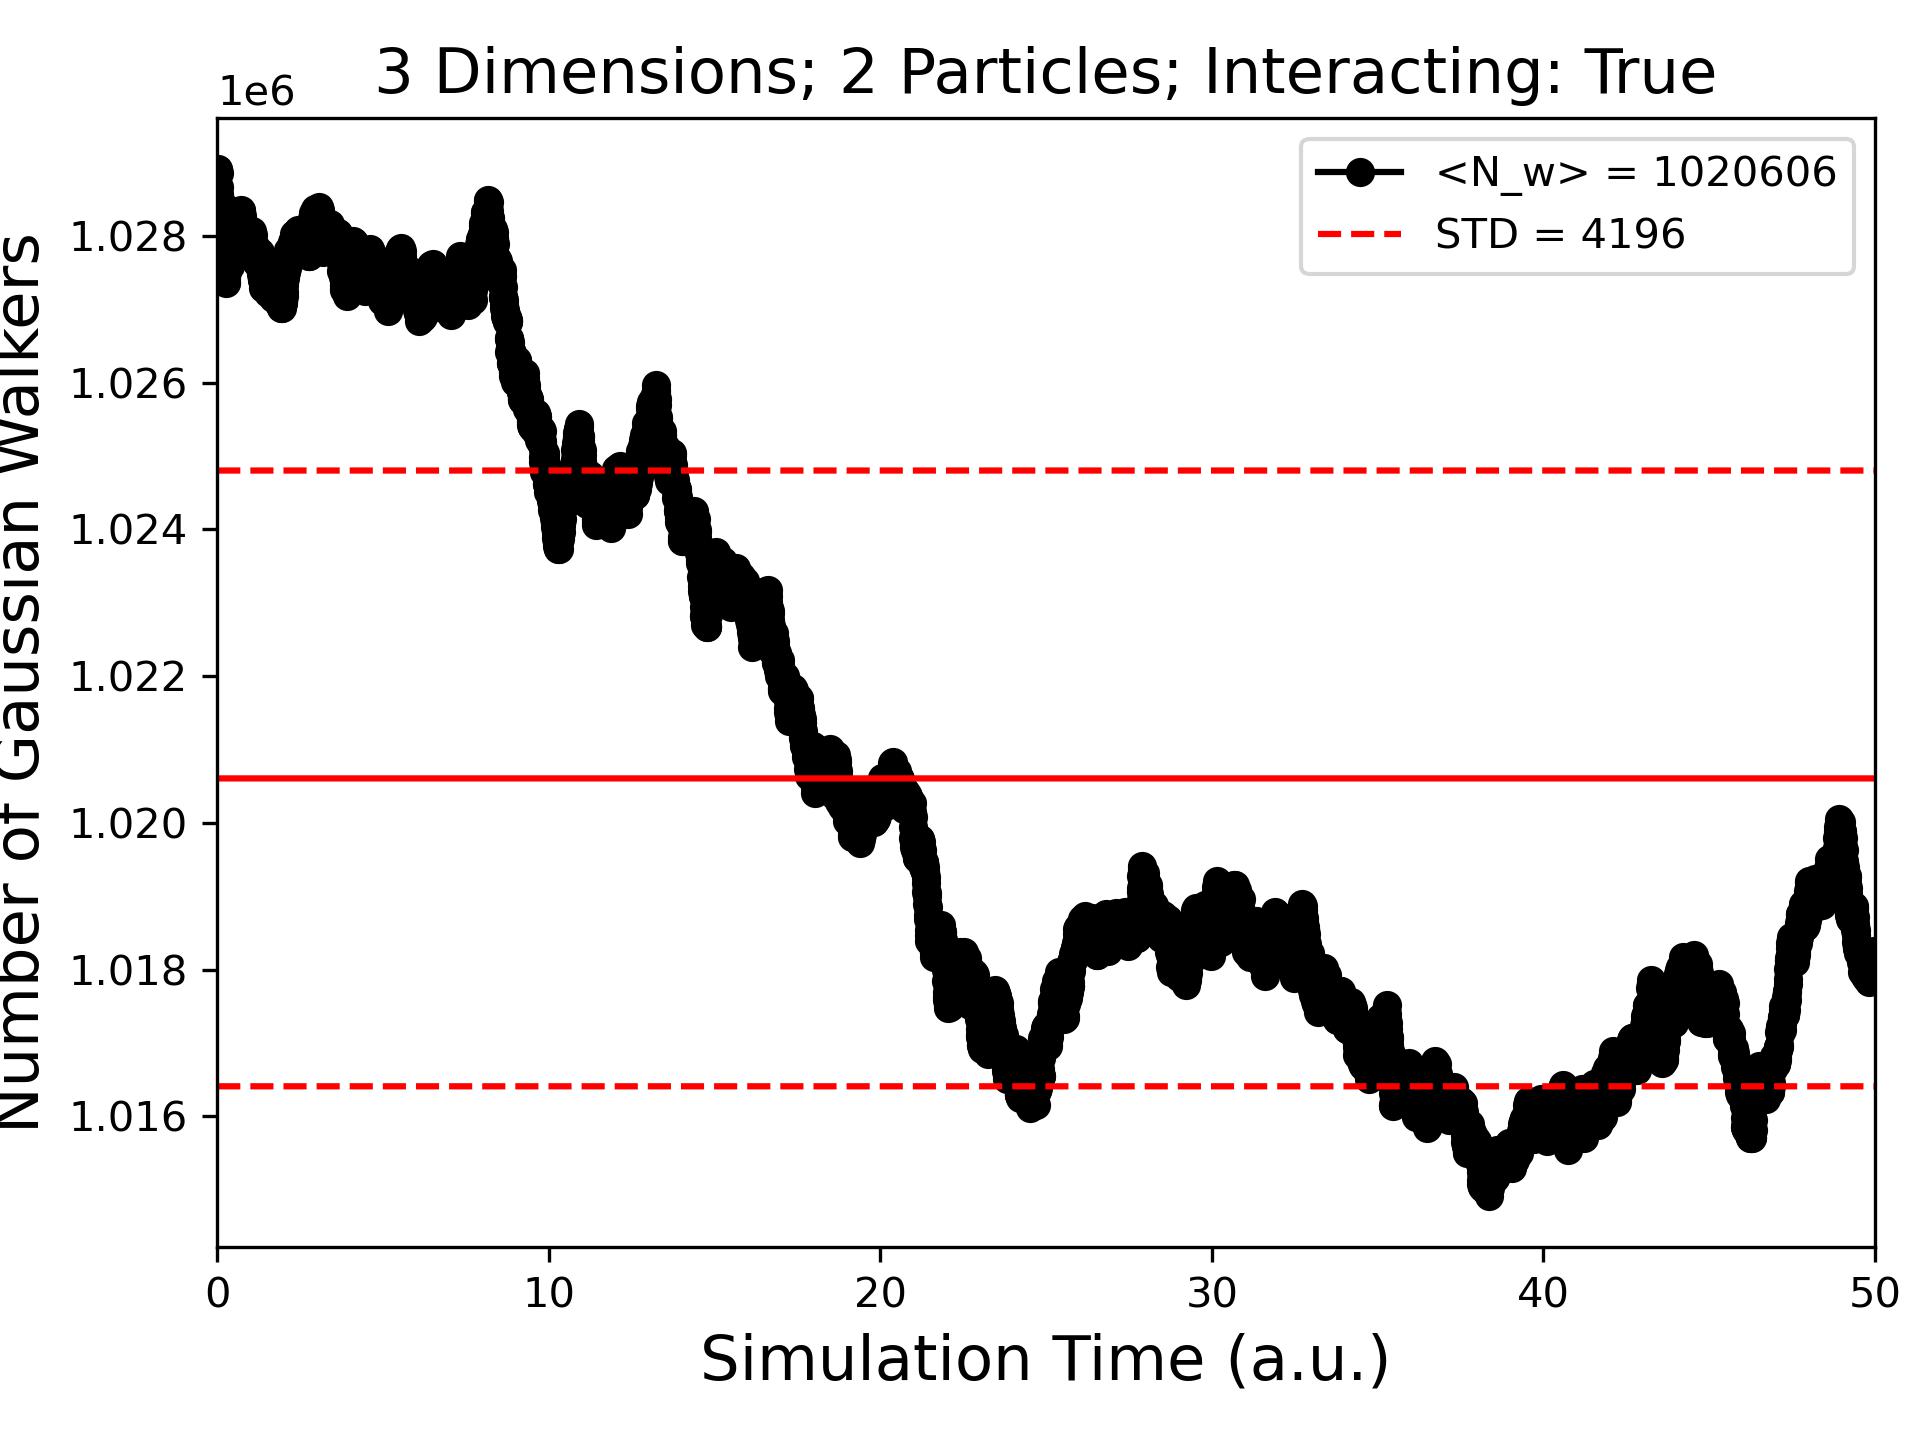 3 Dimensions; 2 Particles; Interacting: True
1e6
<N_w> = 1020606
STD = 4196
Number of Gaussian Walkers
1.028
1.026
1.024
1.022
1.020
1.018
1.016
0
10
20
30
40
50
Simulation Time (a.u.)